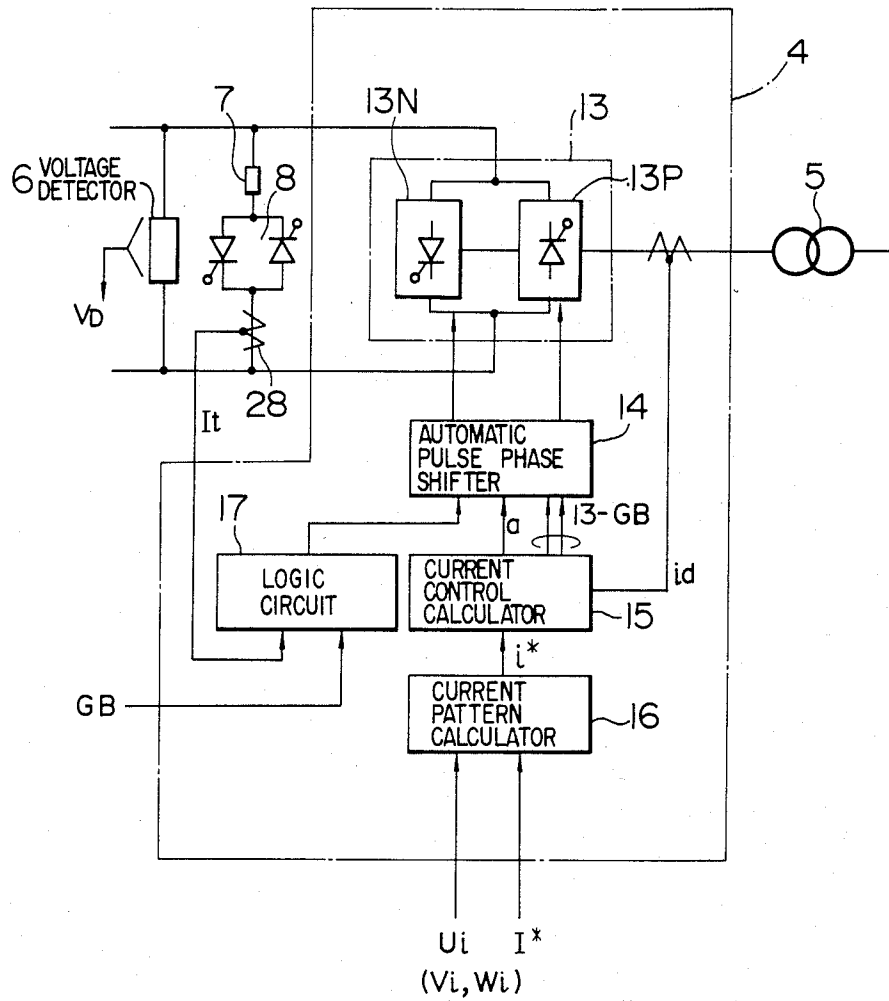 4
7
13N
13
6 VOLTAGE
DETECTOR
8
13P
5
VD
28
It
AUTOMATIC
PULSE PHASE
SHIFTER
14
17
a
13-GB
LOGIC
CIRCUIT
CURRENT
CONTROL
CALCULATOR
id
15
i*
GB
CURRENT
PATTERN
CALCULATOR
16
Ui
I*
(Vi, Wi)